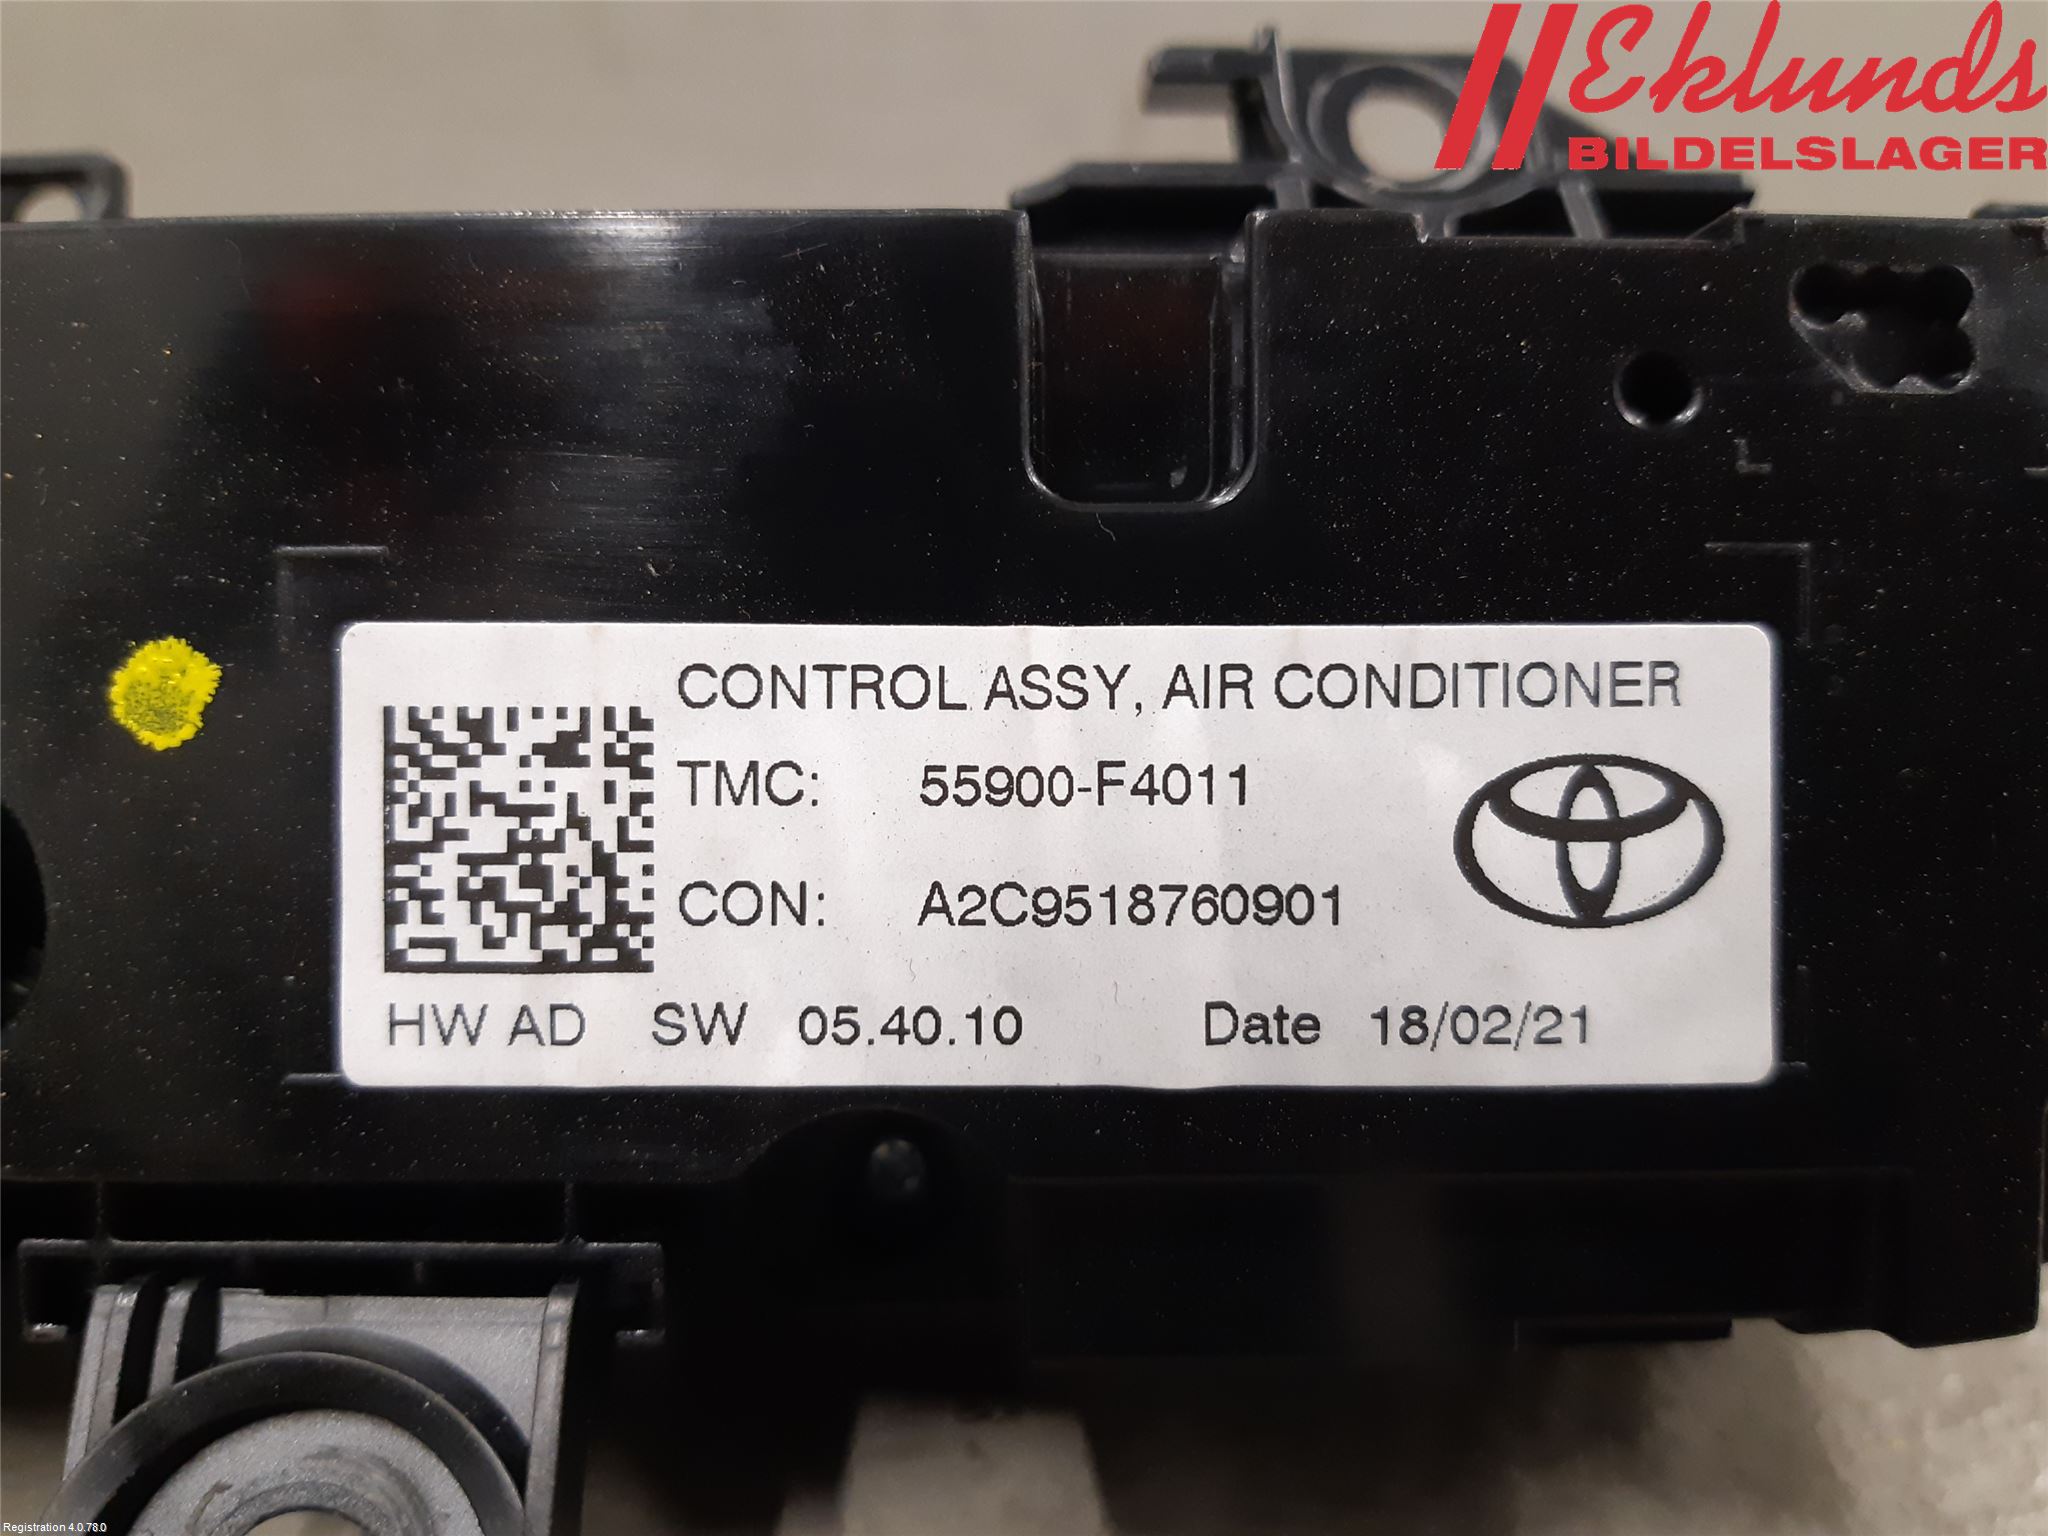 Eklunds
BILDELSLAGER
CONTROL ASSY, AIR CONDITIONER
TMC: 55900-F4011
CON: A2C9518760901
HW AD SW 05.40.10 Date 18/02/21
Registration 4.0.78.0